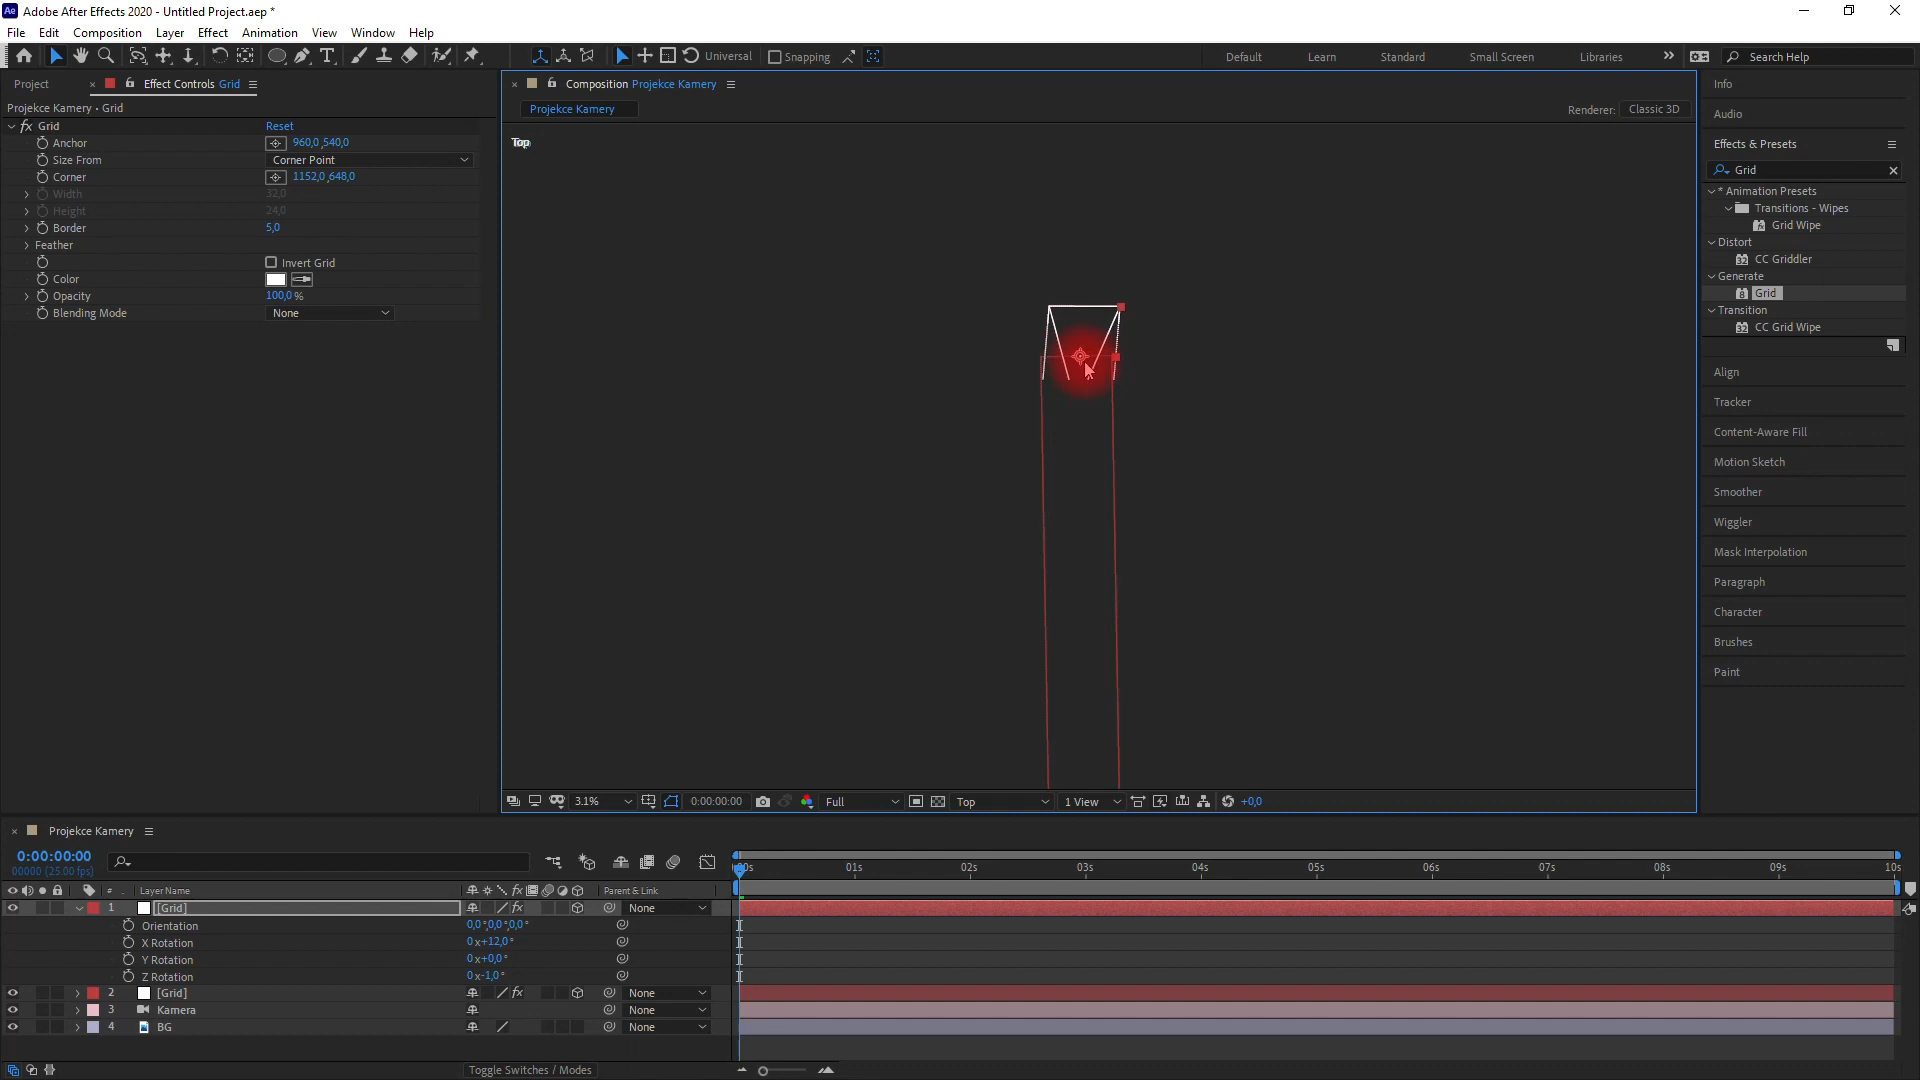 Adobe After Effects 2020 - Untitled Project.aep *
File Edit Composition Layer Effect Animation View Window Help
Universal Snapping Default Learn Standard Small Screen Libraries Search Help
Project Effect Controls Grid
Composition Projekce Kamery
Info
Projekce Kamery • Grid
Projekce Kamery
Renderer: Classic 3D
Audio
fx Grid Reset
Anchor 960,0 ,540,0
Size From Corner Point
Corner 1152,0 ,648,0
Width 32,0
Height 24,0
Border 5,0
Feather
Invert Grid
Color
Opacity 100,0 %
Blending Mode None
Top
Effects & Presets
Grid
* Animation Presets
Transitions - Wipes
Grid Wipe
Distort
CC Griddler
Generate
Grid
Transition
CC Grid Wipe
Align
Tracker
Content-Aware Fill
Motion Sketch
Smoother
Wiggler
Mask Interpolation
Paragraph
Character
Brushes
Paint
3.1% 0:00:00:00 Full Top 1 View +0,0
Projekce Kamery
0:00:00:00
00000 (25.00 fps)
01s 02s 03s 04s 05s 06s 07s 08s 09s 10s
# Layer Name Parent & Link
1 [Grid] None
Orientation 0,0 °,0,0 °,0,0 °
X Rotation 0 x+12,0 °
Y Rotation 0 x+0,0 °
Z Rotation 0 x-1,0 °
2 [Grid] None
3 Kamera None
4 BG None
Toggle Switches / Modes